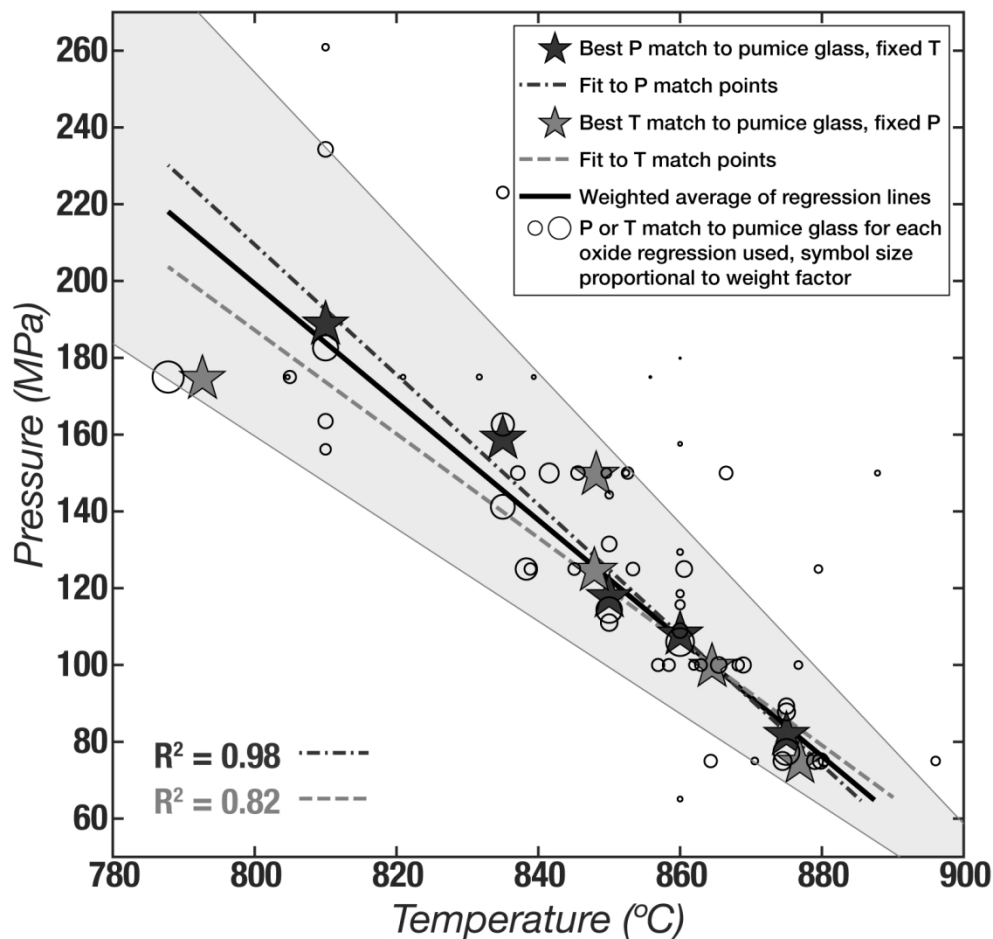 Best P match to pumice glass, fixed T
Fit to P match points
Best T match to pumice glass, fixed P
Fit to T match points
Weighted average of regression lines
P or T match to pumice glass for each
oxide regression used, symbol size
proportional to weight factor
260
240
220
200
180
160
140
120
100
80
60
Pressure (MPa)
R² = 0.98
R² = 0.82
780 800 820 840 860 880 900
Temperature (ºC)